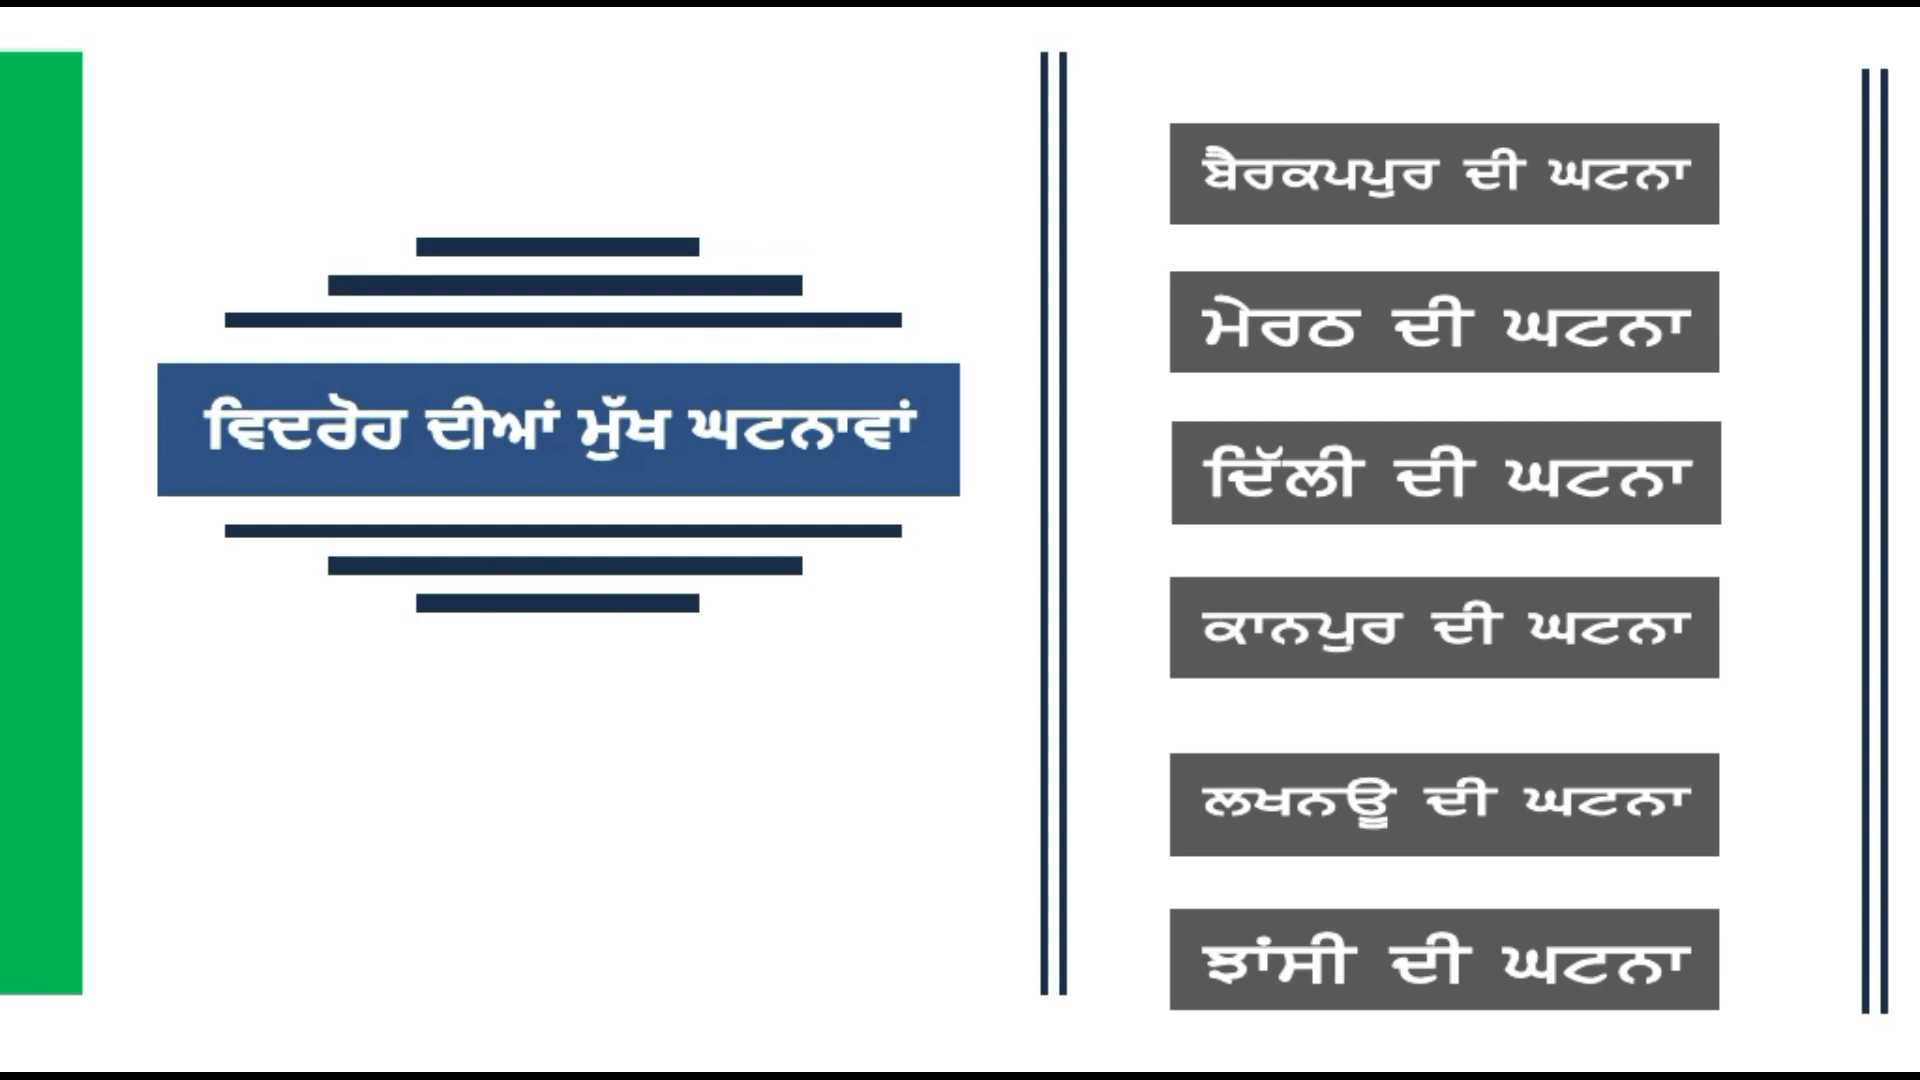 ਵਿਦਰੋਹ ਦੀਆਂ ਮੁੱਖ ਘਟਨਾਵਾਂ
ਬੈਰਕਪਪੁਰ ਦੀ ਘਟਨਾ
ਮੇਰਠ ਦੀ ਘਟਨਾ
ਦਿੱਲੀ ਦੀ ਘਟਨਾ
ਕਾਨਪੁਰ ਦੀ ਘਟਨਾ
ਲਖਨਊ ਦੀ ਘਟਨਾ
ਝਾਂਸੀ ਦੀ ਘਟਨਾ